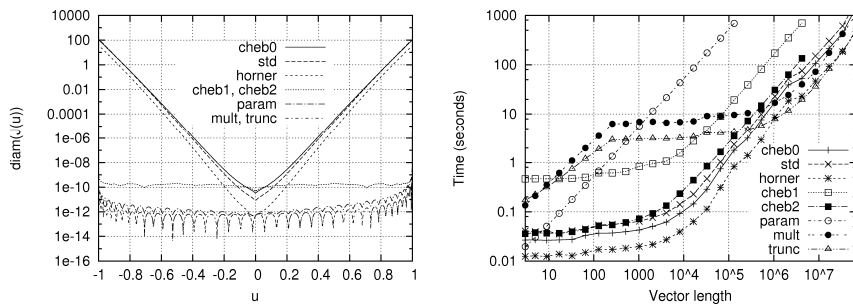 10000
100
1
0.01
0.0001
1e-06
1e-08
1e-10
1e-12
1e-14
1e-16
diam(J(u))
-1 -0.8 -0.6 -0.4 -0.2 0 0.2 0.4 0.6 0.8 1
u
cheb0
std
horner
cheb1, cheb2
param
mult, trunc
1000
100
10
1
0.1
0.01
Time (seconds)
10 100 1000 10^4 10^5 10^6 10^7
Vector length
cheb0
std
horner
cheb1
cheb2
param
mult
trunc